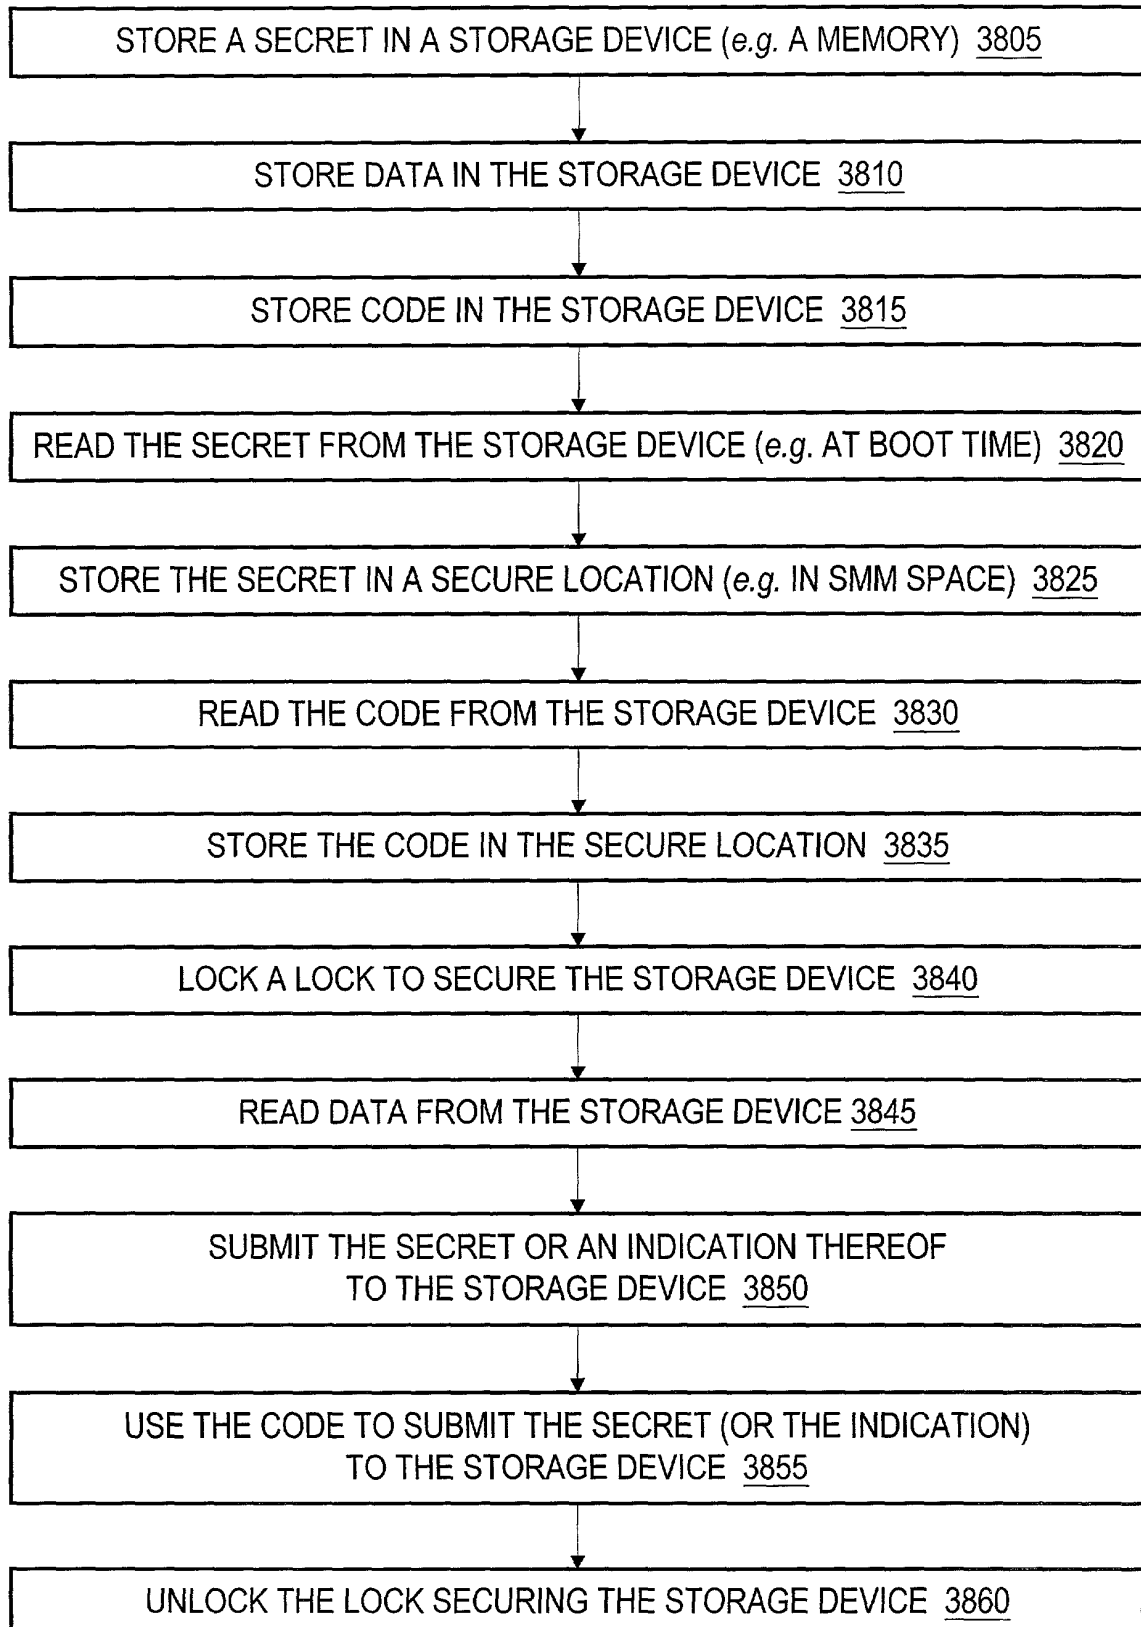 STORE A SECRET IN A STORAGE DEVICE (e.g. A MEMORY) 3805
STORE DATA IN THE STORAGE DEVICE 3810
STORE CODE IN THE STORAGE DEVICE 3815
READ THE SECRET FROM THE STORAGE DEVICE (e.g. AT BOOT TIME) 3820
STORE THE SECRET IN A SECURE LOCATION (e.g. IN SMM SPACE) 3825
READ THE CODE FROM THE STORAGE DEVICE 3830
STORE THE CODE IN THE SECURE LOCATION 3835
LOCK A LOCK TO SECURE THE STORAGE DEVICE 3840
READ DATA FROM THE STORAGE DEVICE 3845
SUBMIT THE SECRET OR AN INDICATION THEREOF
TO THE STORAGE DEVICE 3850
USE THE CODE TO SUBMIT THE SECRET (OR THE INDICATION)
TO THE STORAGE DEVICE 3855
UNLOCK THE LOCK SECURING THE STORAGE DEVICE 3860